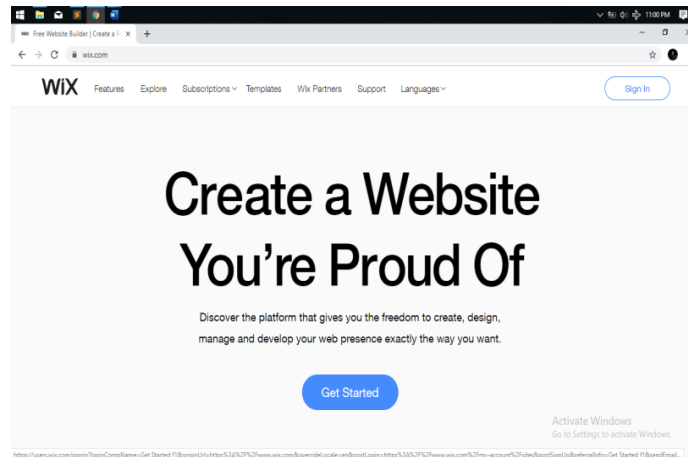 11:00 PM
Free Website Builder | Create a Fr
wix.com
WiX Features Explore Subscriptions Templates Wix Partners Support Languages Sign In
Create a Website
You're Proud Of
Discover the platform that gives you the freedom to create, design,
manage and develop your web presence exactly the way you want.
Get Started
Activate Windows
Go to Settings to activate Windows.